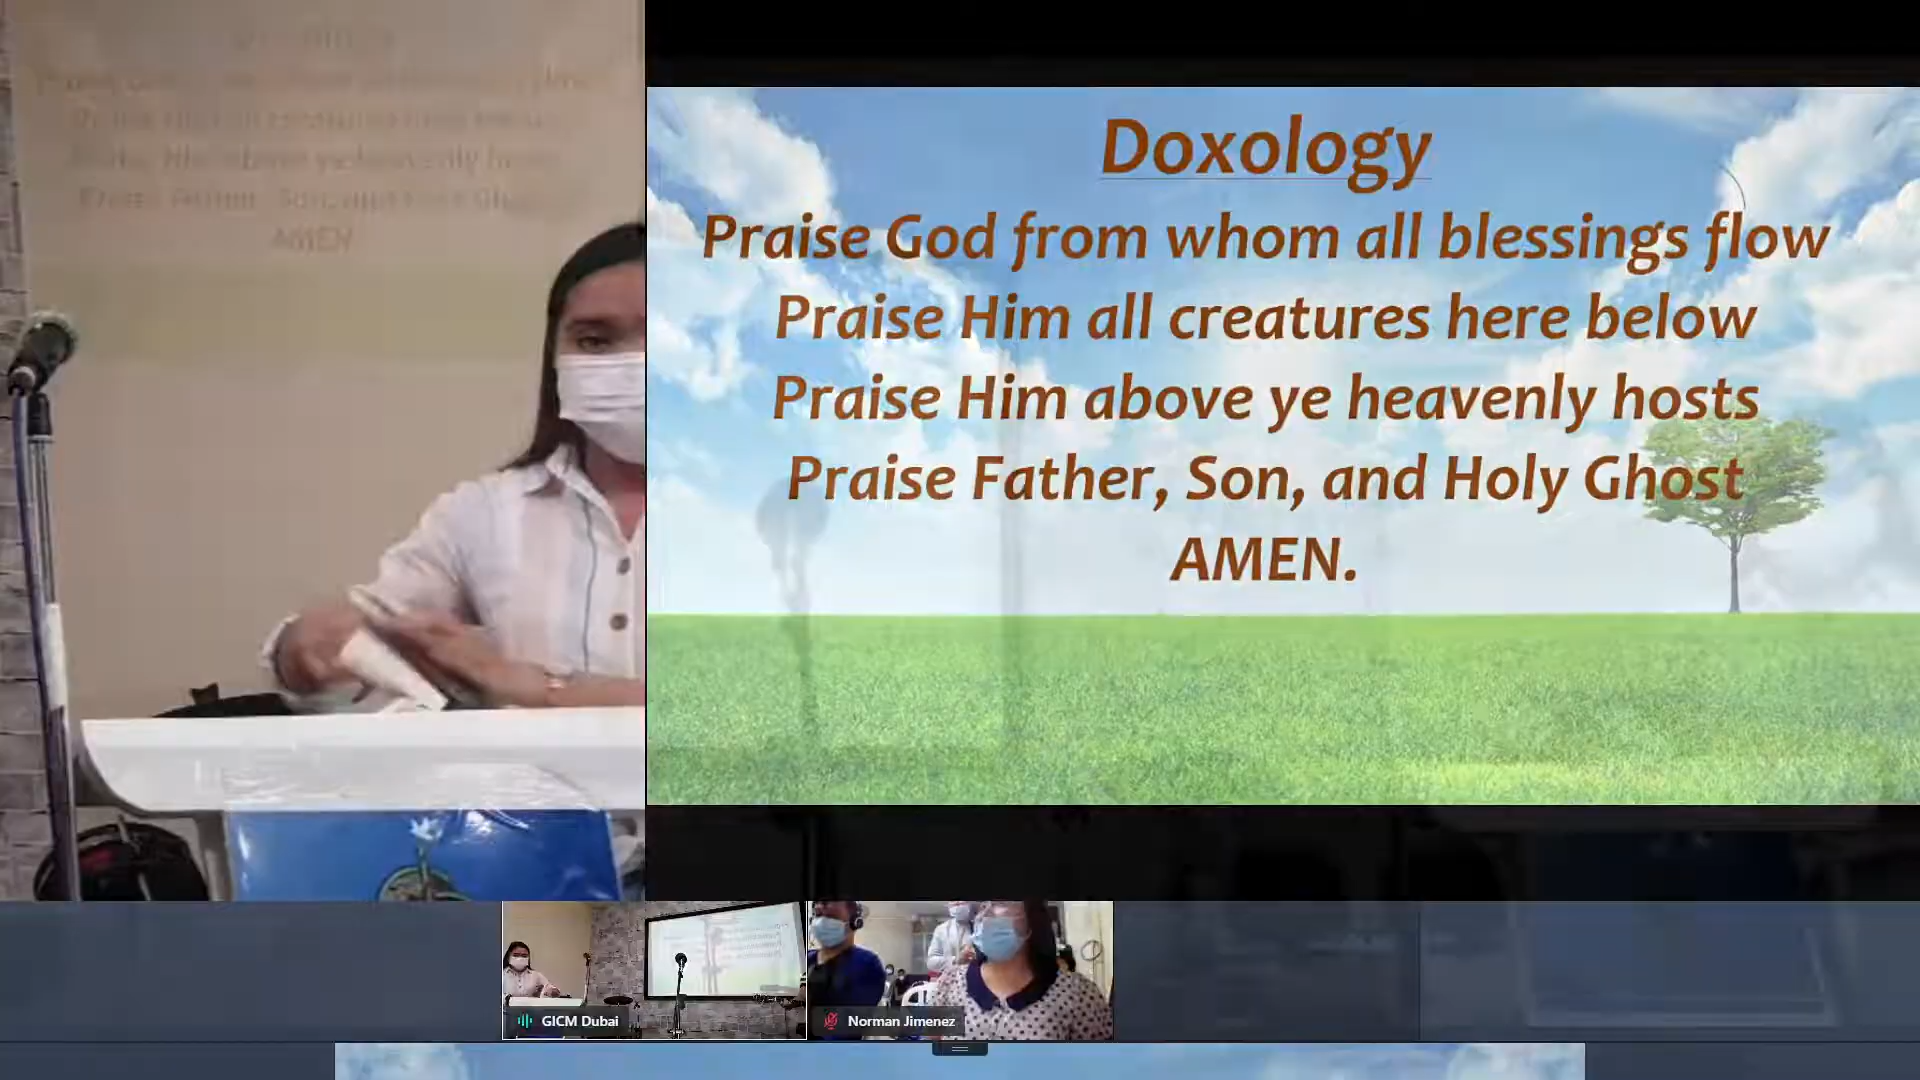 Doxology
Praise God from whom all blessings flow
Praise Him all creatures here below
Praise Him above ye heavenly hosts
Praise Father, Son, and Holy Ghost
AMEN.
AMEN
GICM Dubai
Norman Jimenez